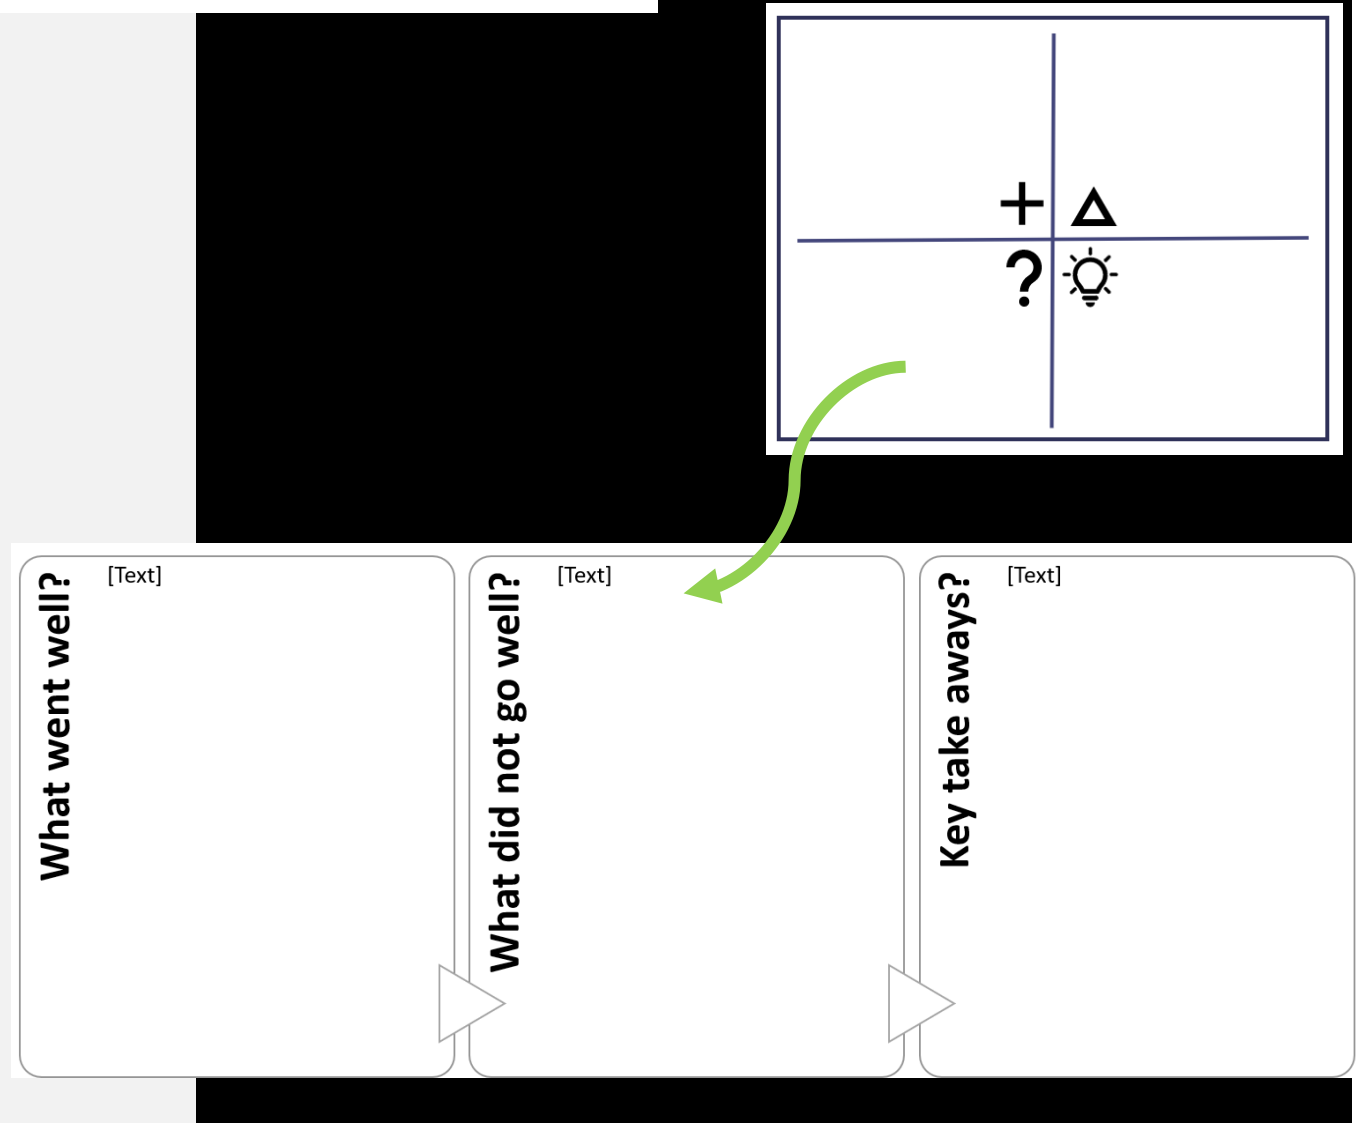 +
?
What went well?
[Text]
What did not go well?
[Text]
Key take aways?
[Text]